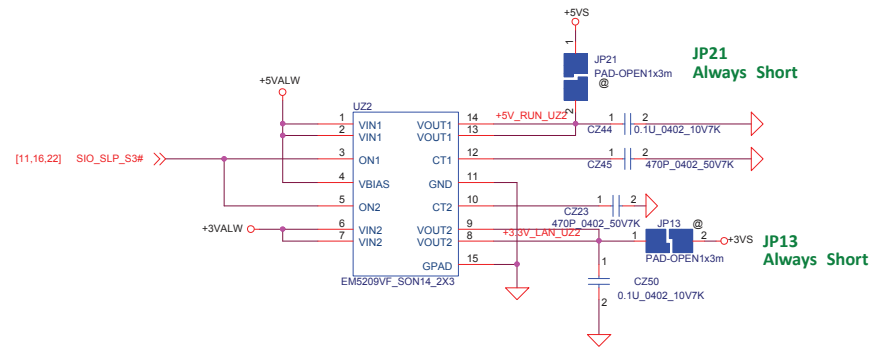 +5VS
1
JP21
PAD-OPEN1x3m
@
2
JP21
Always Short
+5VALW
UZ2
1 VIN1 VOUT1 14 +5V_RUN_UZ2
2 VIN1 VOUT1 13
CZ44 1 2 0.1U_0402_10V7K
[11,16,22] SIO_SLP_S3# 3 ON1 CT1 12
CZ45 1 2 470P_0402_50V7K
4 VBIAS GND 11
5 ON2 CT2 10
CZ23 1 2
470P_0402_50V7K
+3VALW 6 VIN2 VOUT2 9
7 VIN2 VOUT2 8 +3.3V_LAN_UZ2
JP13 @
1 2 +3VS
PAD-OPEN1x3m
JP13
Always Short
GPAD 15
EM5209VF_SON14_2X3
1
CZ50
0.1U_0402_10V7K
2